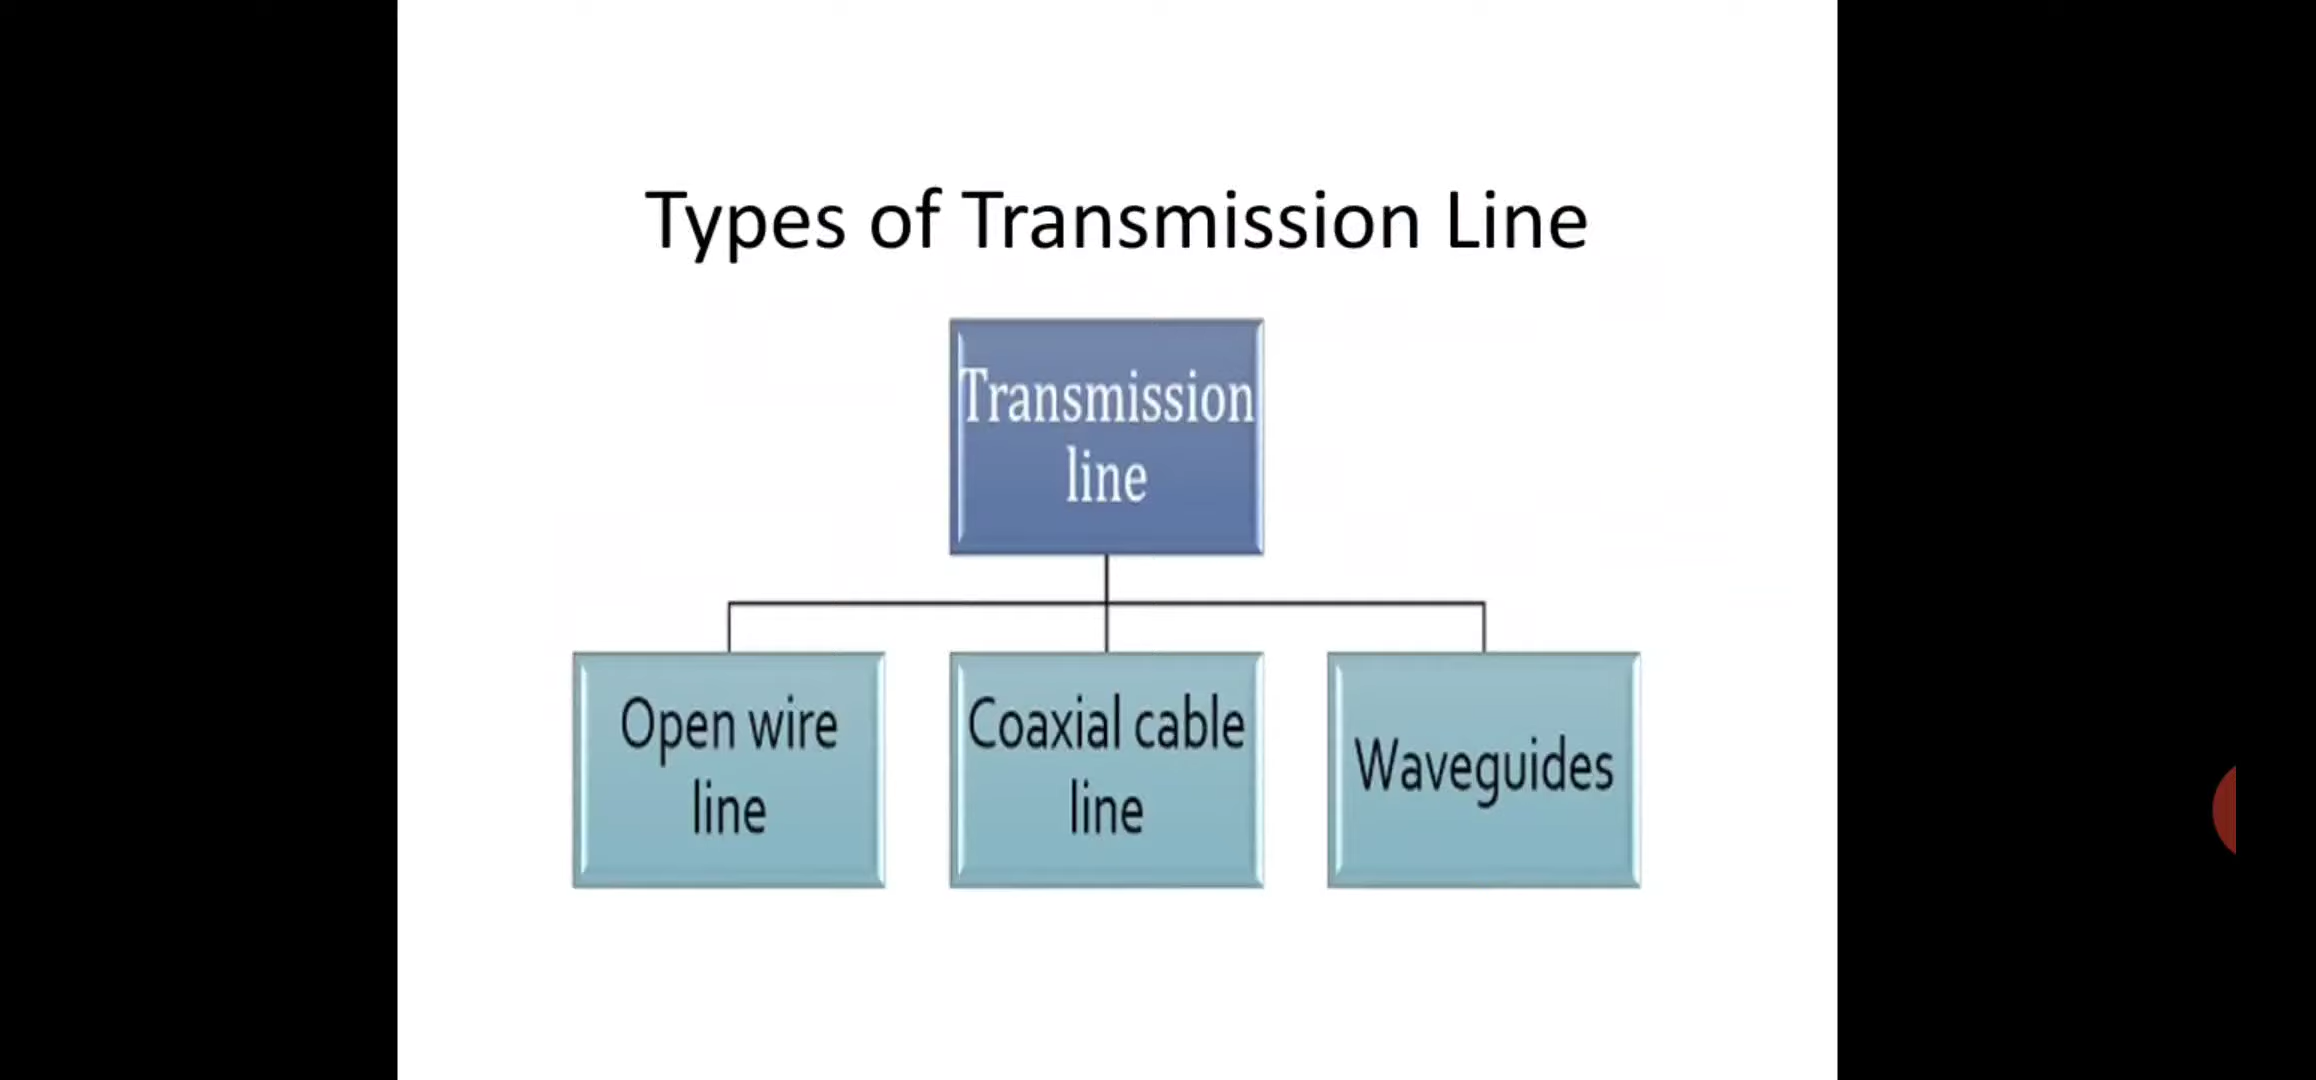 Types of Transmission Line
Transmission
line
Open wire
line
Coaxial cable
line
Waveguides